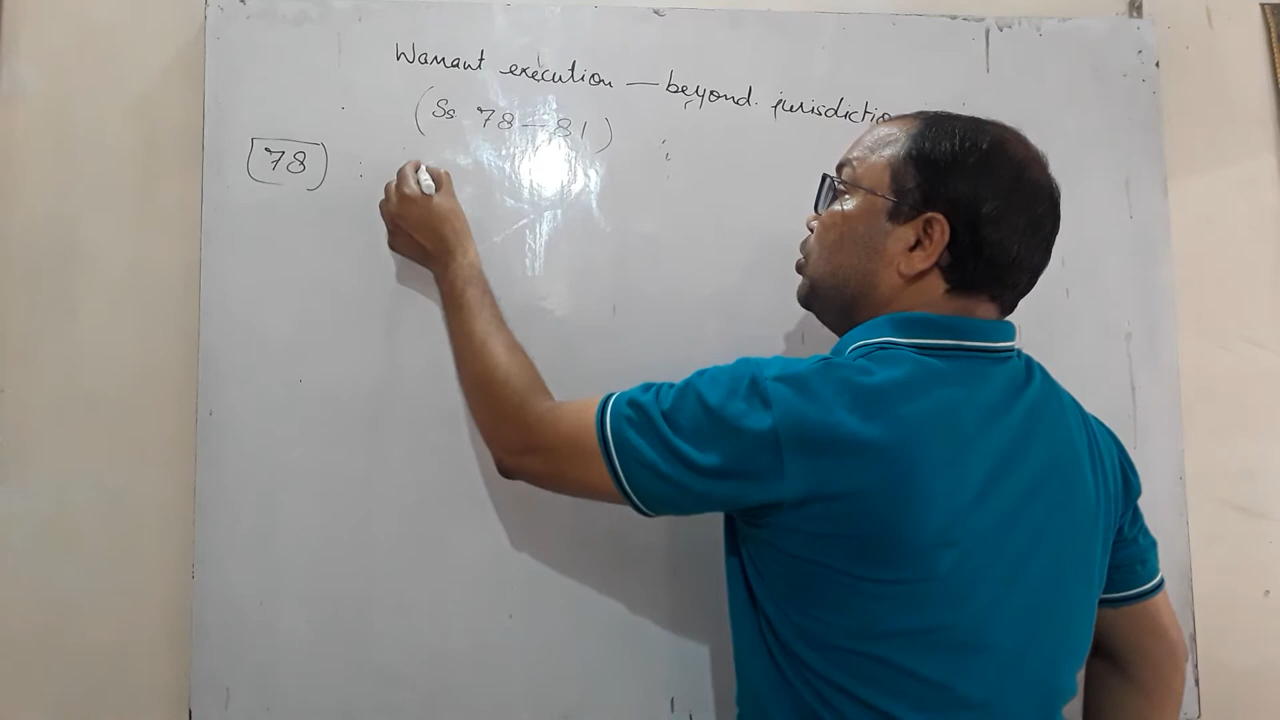 Warrant execution — beyond jurisdictio
(Ss 78 – 81)
78 :